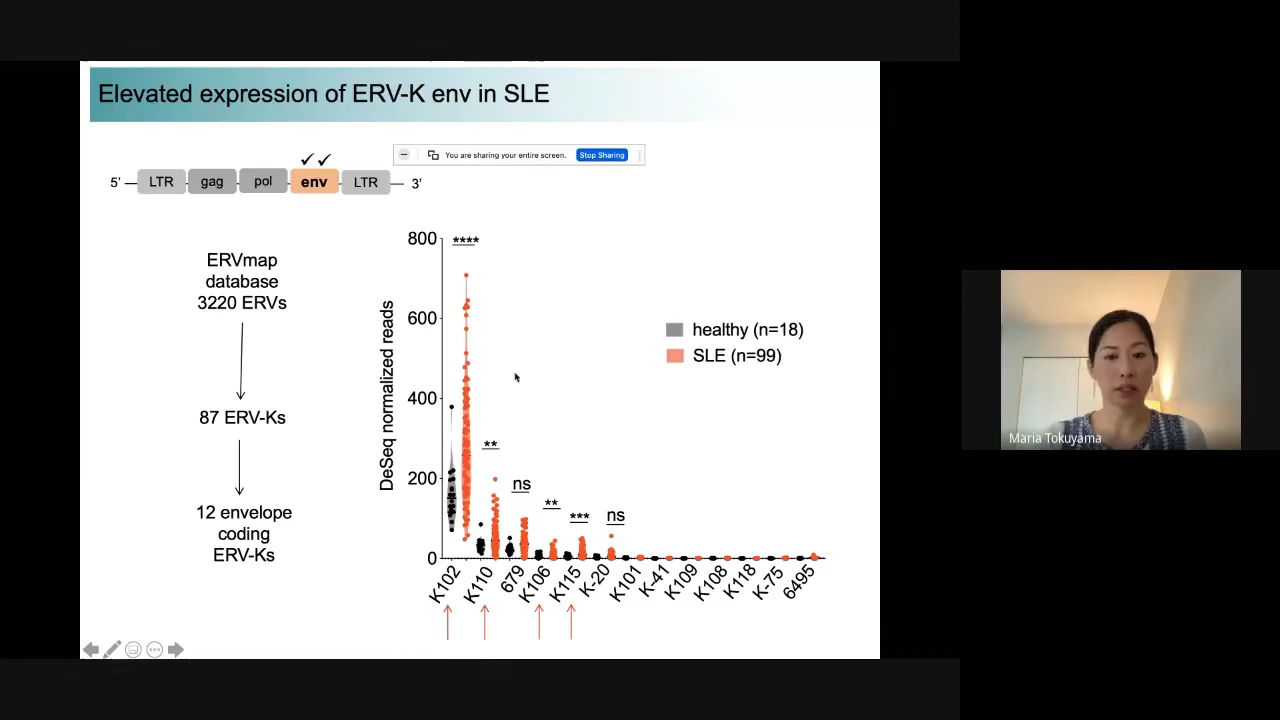 Elevated expression of ERV-K env in SLE
✓✓
You are sharing your entire screen.
Stop Sharing
5' LTR gag pol env LTR 3'
ERVmap
database
3220 ERVs
87 ERV-Ks
12 envelope
coding
ERV-Ks
DeSeq normalized reads
800
600
400
200
0
****
**
ns
**
***
ns
healthy (n=18)
SLE (n=99)
K102
K110
679
K106
K115
K-20
K101
K-41
K109
K108
K118
K-75
6495
Maria Tokuyama